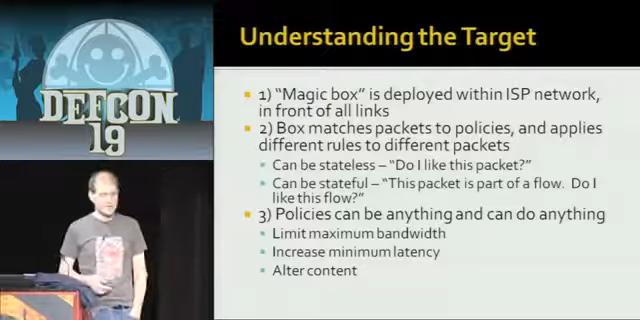 DEFCON
19
Understanding the Target
1) “Magic box” is deployed within ISP network,
in front of all links
2) Box matches packets to policies, and applies
different rules to different packets
Can be stateless – “Do I like this packet?”
Can be stateful – “This packet is part of a flow. Do I
like this flow?”
3) Policies can be anything and can do anything
Limit maximum bandwidth
Increase minimum latency
Alter content